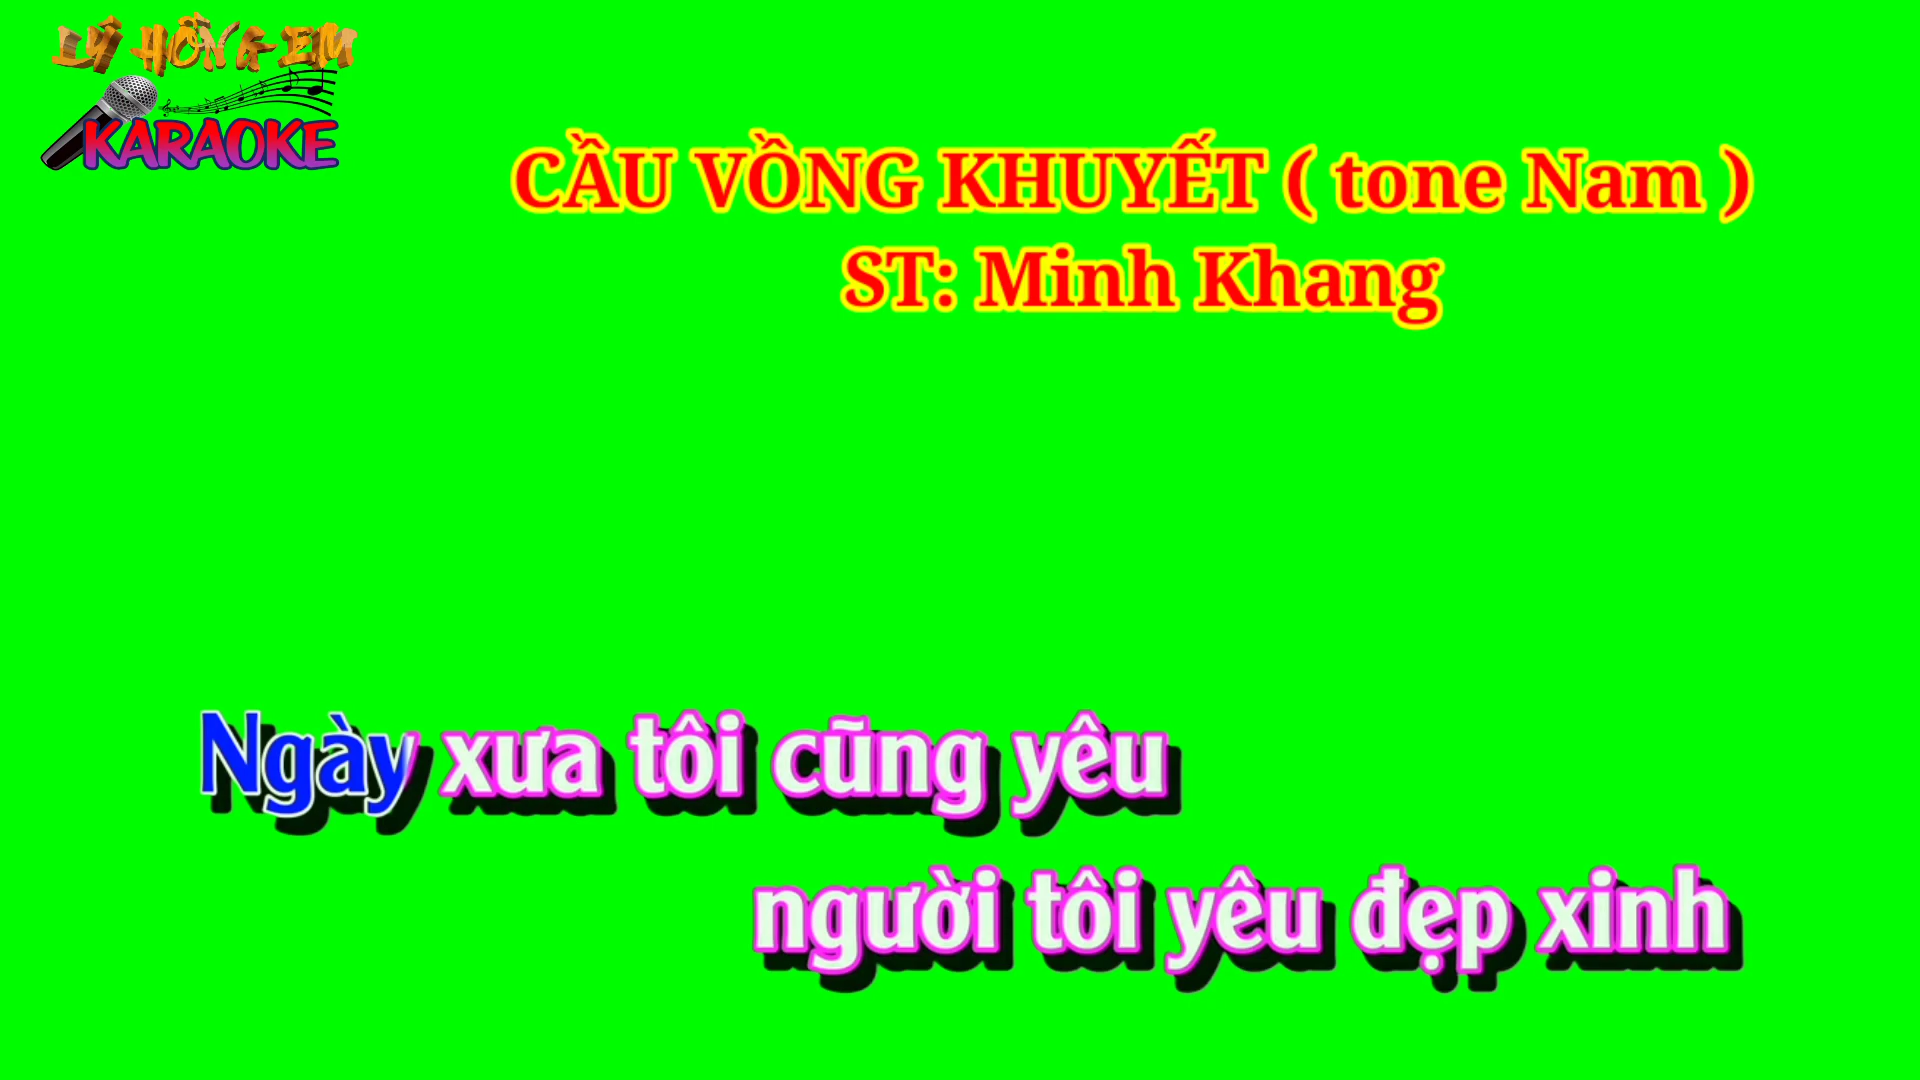 LÝ HỒNG EM
KARAOKE
CẦU VỒNG KHUYẾT ( tone Nam )
ST: Minh Khang
Ngày xưa tôi cũng yêu
người tôi yêu đẹp xinh